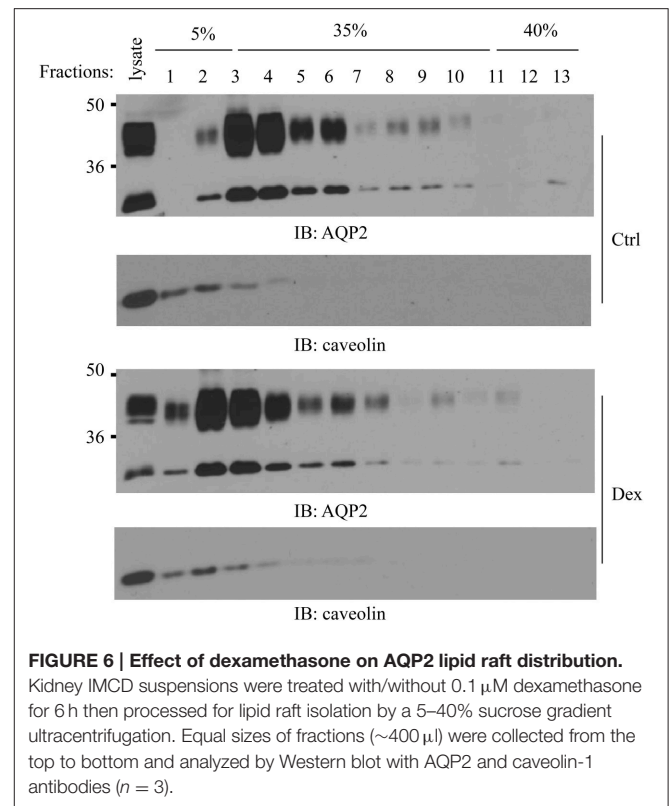 5% 35% 40%
lysate
Fractions: 1 2 3 4 5 6 7 8 9 10 11 12 13
50
36
IB: AQP2
Ctrl
IB: caveolin
50
36
IB: AQP2
Dex
IB: caveolin
FIGURE 6 | Effect of dexamethasone on AQP2 lipid raft distribution.
Kidney IMCD suspensions were treated with/without 0.1 μM dexamethasone
for 6 h then processed for lipid raft isolation by a 5–40% sucrose gradient
ultracentrifugation. Equal sizes of fractions (~400 μl) were collected from the
top to bottom and analyzed by Western blot with AQP2 and caveolin-1
antibodies (n = 3).